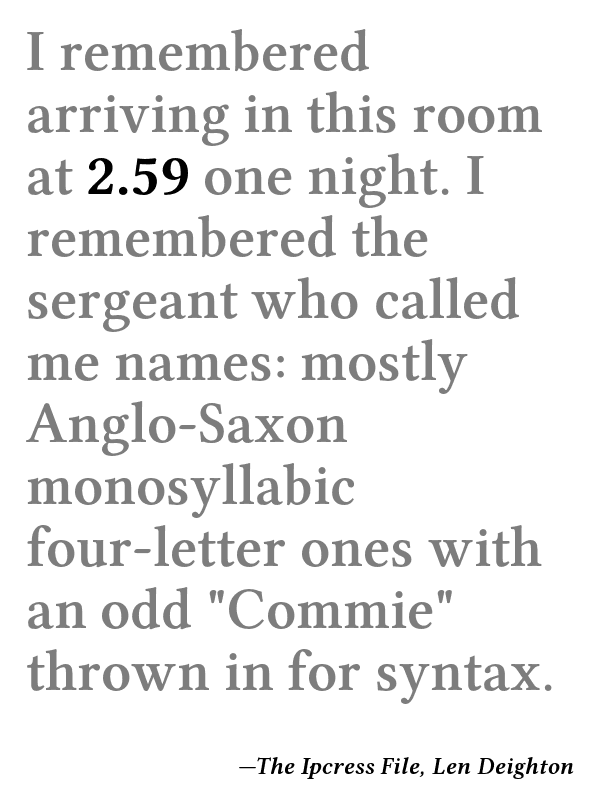 I remembered
arriving in this room
at 2.59 one night. I
remembered the
sergeant who called
me names: mostly
Anglo-Saxon
monosyllabic
four-letter ones with
an odd "Commie"
thrown in for syntax.
—The Ipcress File, Len Deighton